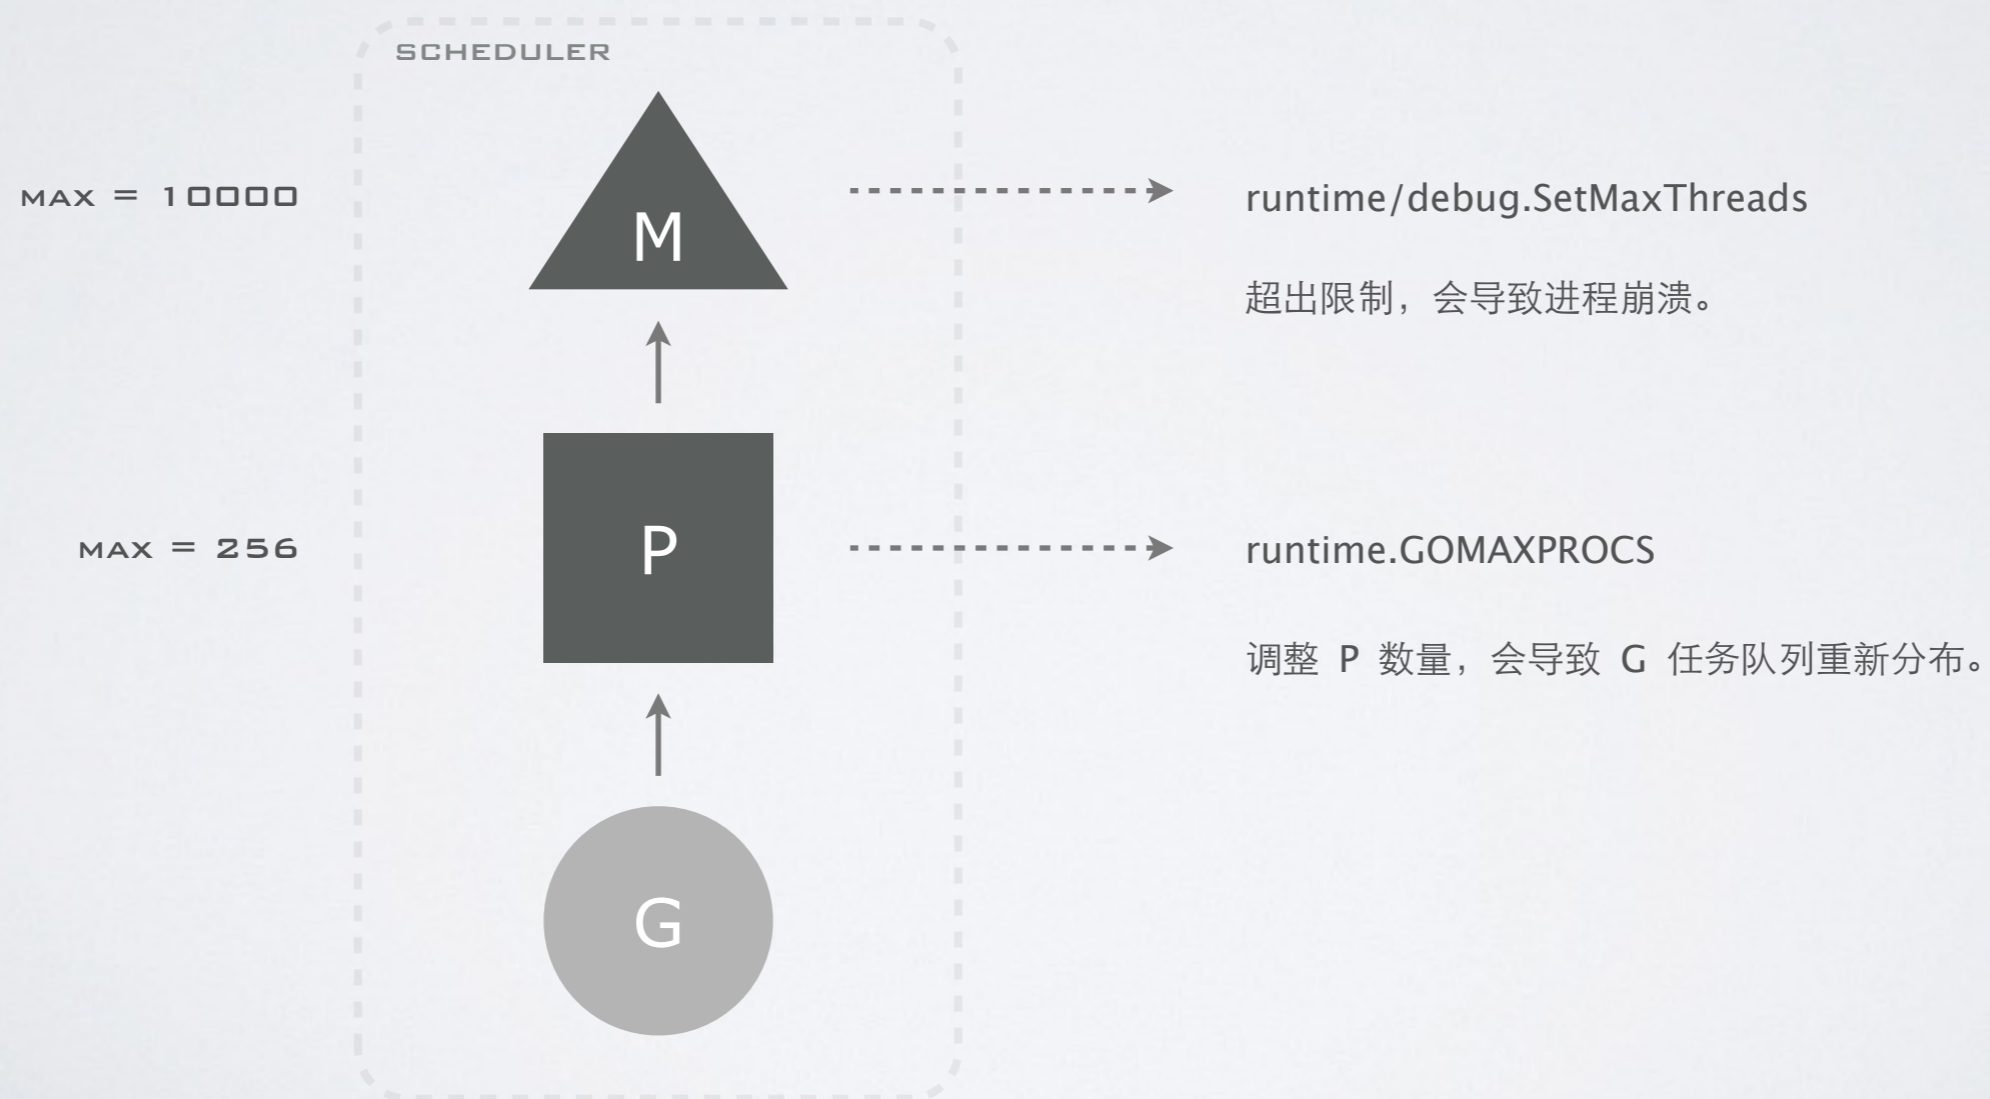 SCHEDULER
MAX = 10000
M
runtime/debug.SetMaxThreads
超出限制，会导致进程崩溃。
MAX = 256
P
runtime.GOMAXPROCS
调整 P 数量，会导致 G 任务队列重新分布。
G